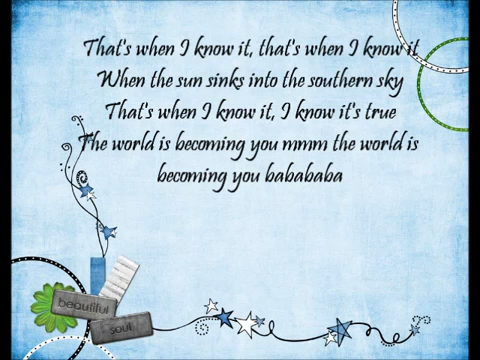 That's when I know it, that's when I know it
When the sun sinks into the southern sky
That's when I know it, I know it's true
The world is becoming you mmm the world is
becoming you babababa
beautiful
soul